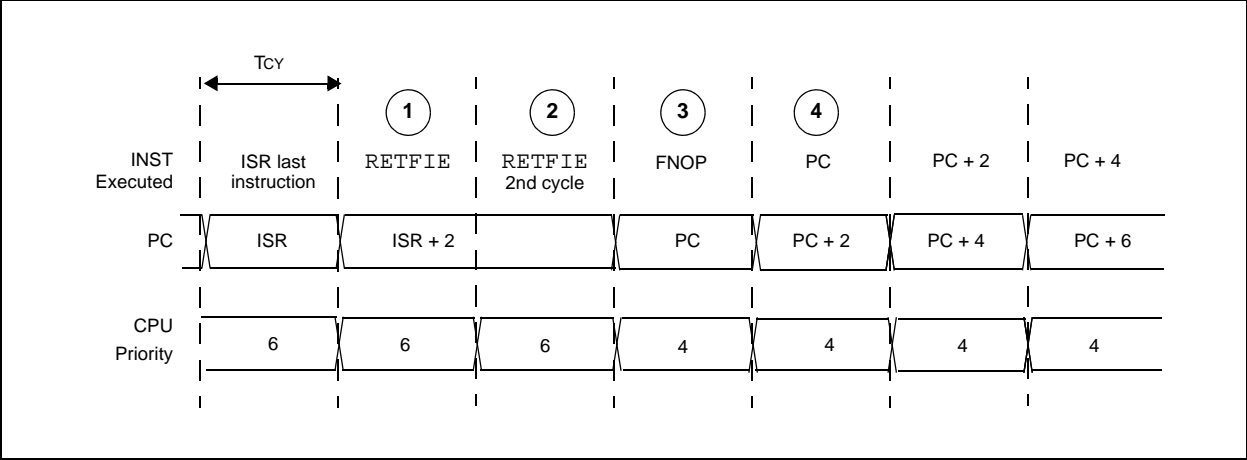 TCY
1 2 3 4
INST Executed ISR last instruction RETFIE RETFIE 2nd cycle FNOP PC PC + 2 PC + 4
PC ISR ISR + 2 PC PC + 2 PC + 4 PC + 6
CPU Priority 6 6 6 4 4 4 4